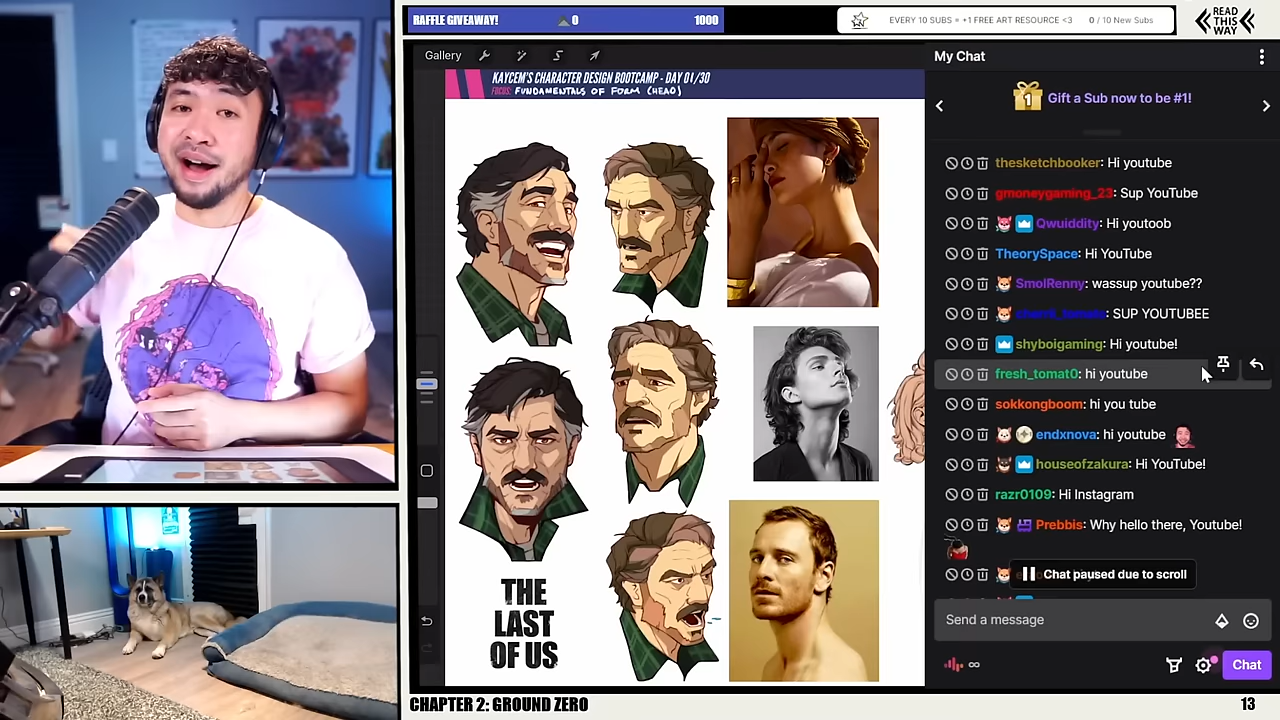 RAFFLE GIVEAWAY!
0
1000
EVERY 10 SUBS = +1 FREE ART RESOURCE <3
0 / 10 New Subs
READ
THIS
WAY
Gallery
KAYCEM'S CHARACTER DESIGN BOOTCAMP - DAY 01/30
FOCUS: FUNDAMENTALS OF FORM (HEAD)
THE
LAST
OF US
My Chat
1
Gift a Sub now to be #1!
thesketchbooker: Hi youtube
gmoneygaming_23: Sup YouTube
Qwuiddity: Hi youtoob
TheorySpace: Hi YouTube
SmolRenny: wassup youtube??
: SUP YOUTUBEE
shyboigaming: Hi youtube!
fresh_tomat0: hi youtube
sokkongboom: hi you tube
endxnova: hi youtube
houseofzakura: Hi YouTube!
razr0109: Hi Instagram
Prebbis: Why hello there, Youtube!
Chat paused due to scroll
Send a message
∞
Chat
CHAPTER 2: GROUND ZERO
13